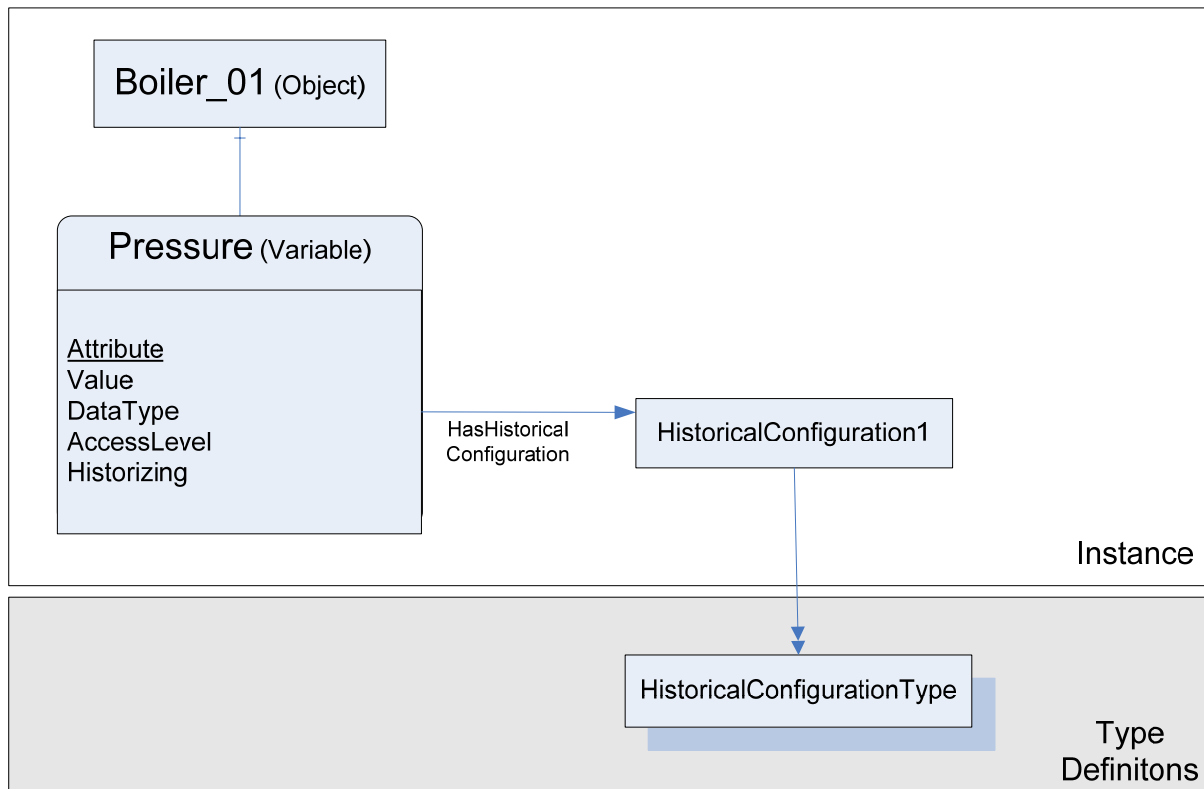 Boiler_01 (Object)
Pressure (Variable)
Attribute
Value
DataType
AccessLevel
Historizing
HasHistorical
Configuration
HistoricalConfiguration1
Instance
HistoricalConfigurationType
Type
Definitons